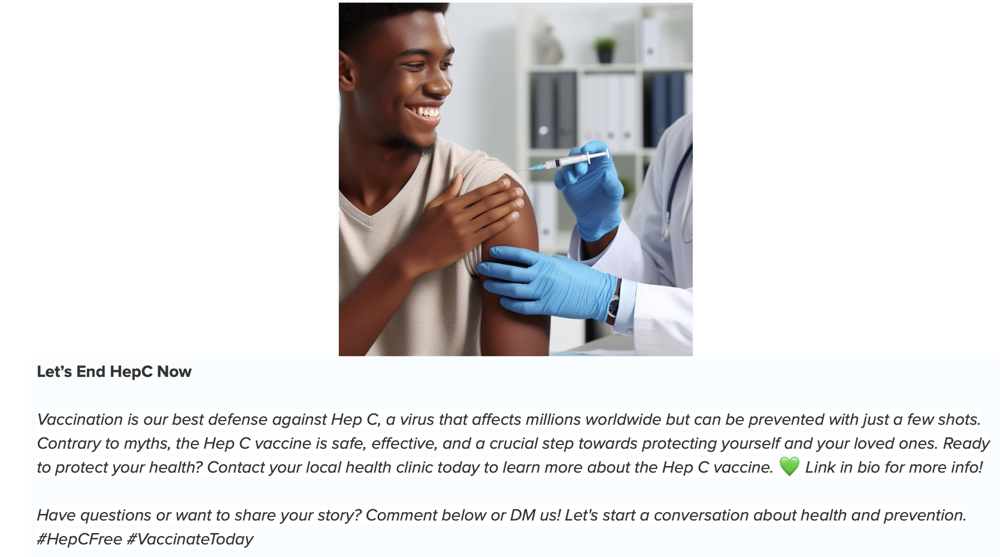 Let’s End HepC Now
Vaccination is our best defense against Hep C, a virus that affects millions worldwide but can be prevented with just a few shots.
Contrary to myths, the Hep C vaccine is safe, effective, and a crucial step towards protecting yourself and your loved ones. Ready
to protect your health? Contact your local health clinic today to learn more about the Hep C vaccine. 💚 Link in bio for more info!
Have questions or want to share your story? Comment below or DM us! Let's start a conversation about health and prevention.
#HepCFree #VaccinateToday